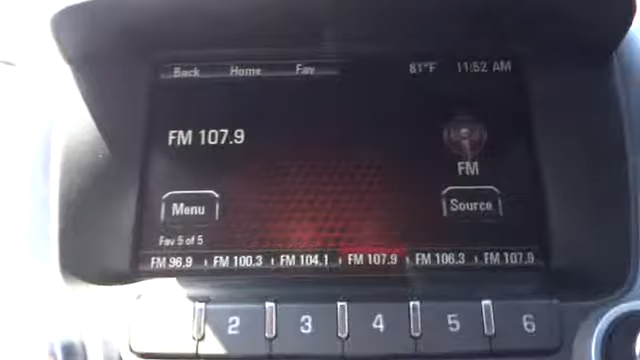 Back Home Fav 81°F 11:52 AM
FM 107.9
FM
Menu Source
Fav 5 of 5
FM 96.9 FM 100.3 FM 104.1 FM 107.9 FM 106.3 FM 107.9
2 3 4 5 6